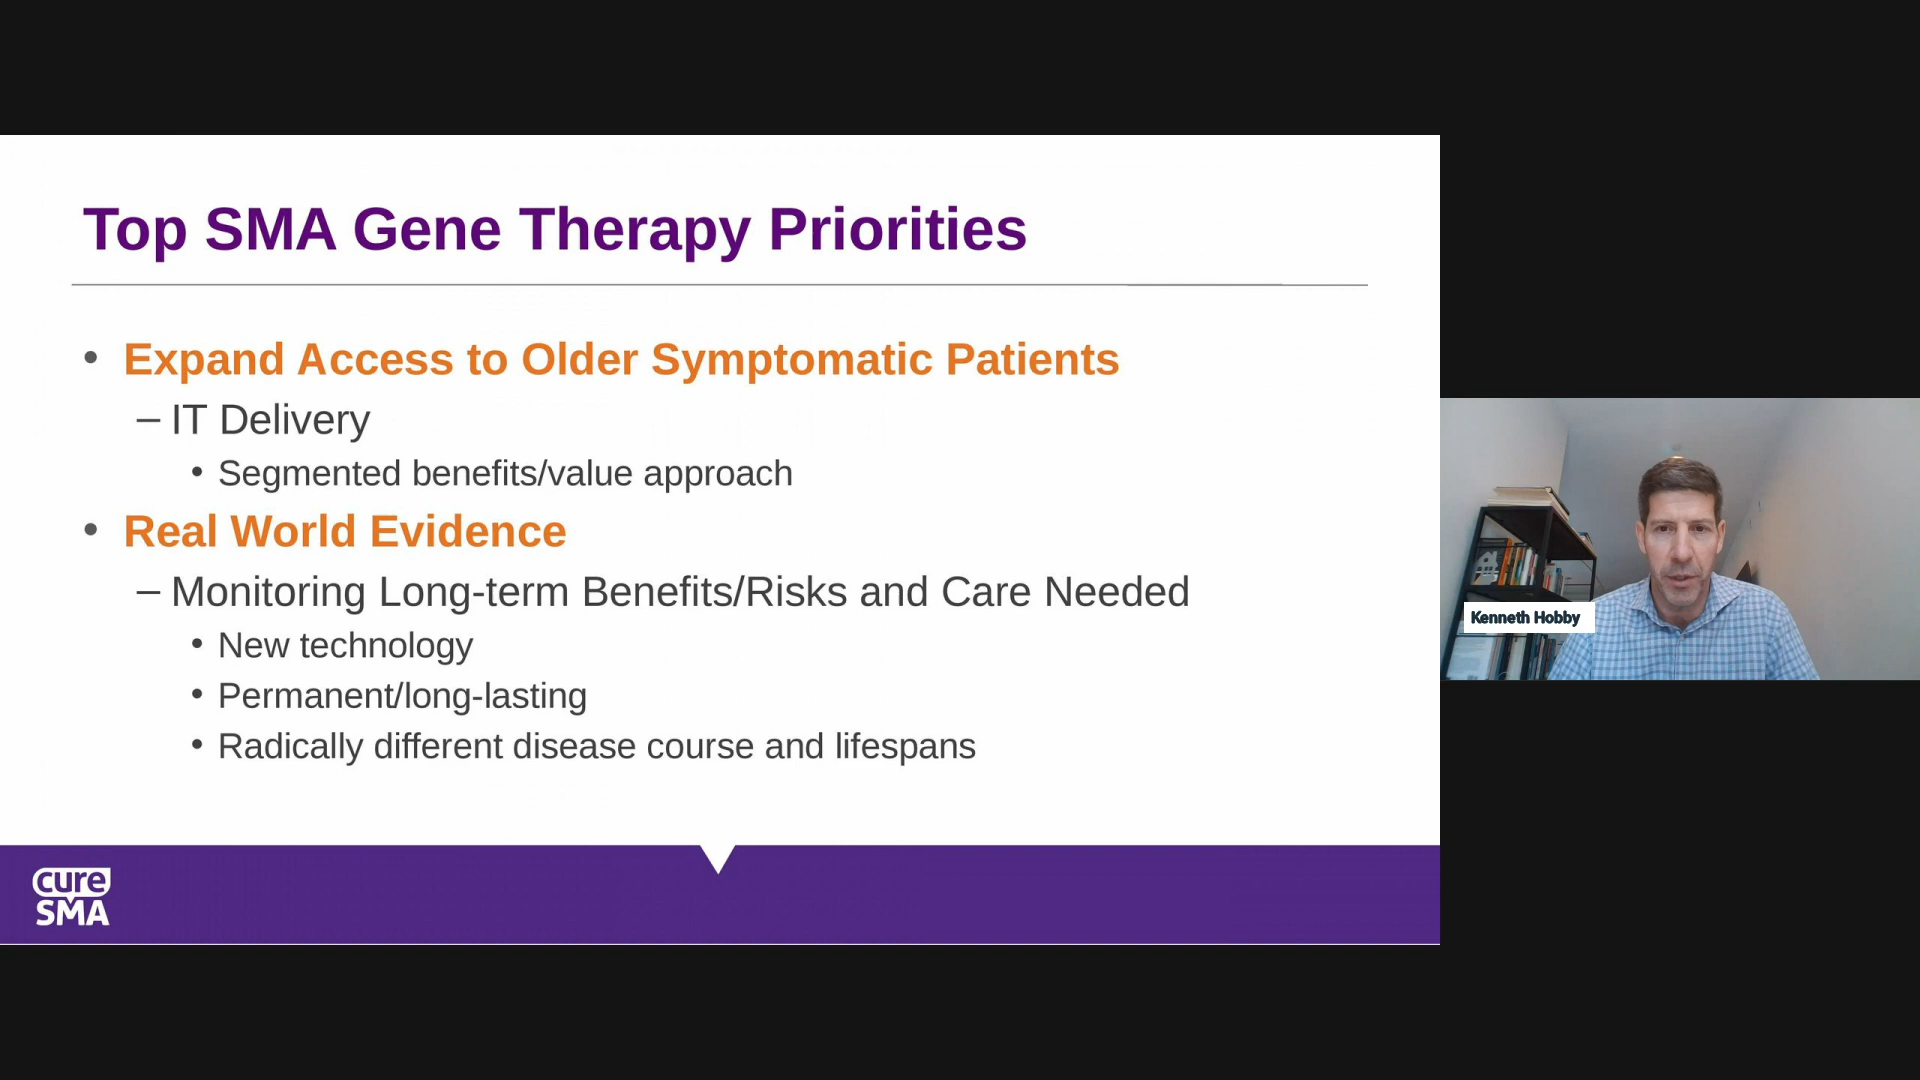 Top SMA Gene Therapy Priorities
• Expand Access to Older Symptomatic Patients
– IT Delivery
• Segmented benefits/value approach
• Real World Evidence
– Monitoring Long-term Benefits/Risks and Care Needed
• New technology
• Permanent/long-lasting
• Radically different disease course and lifespans
cure
SMA
Kenneth Hobby